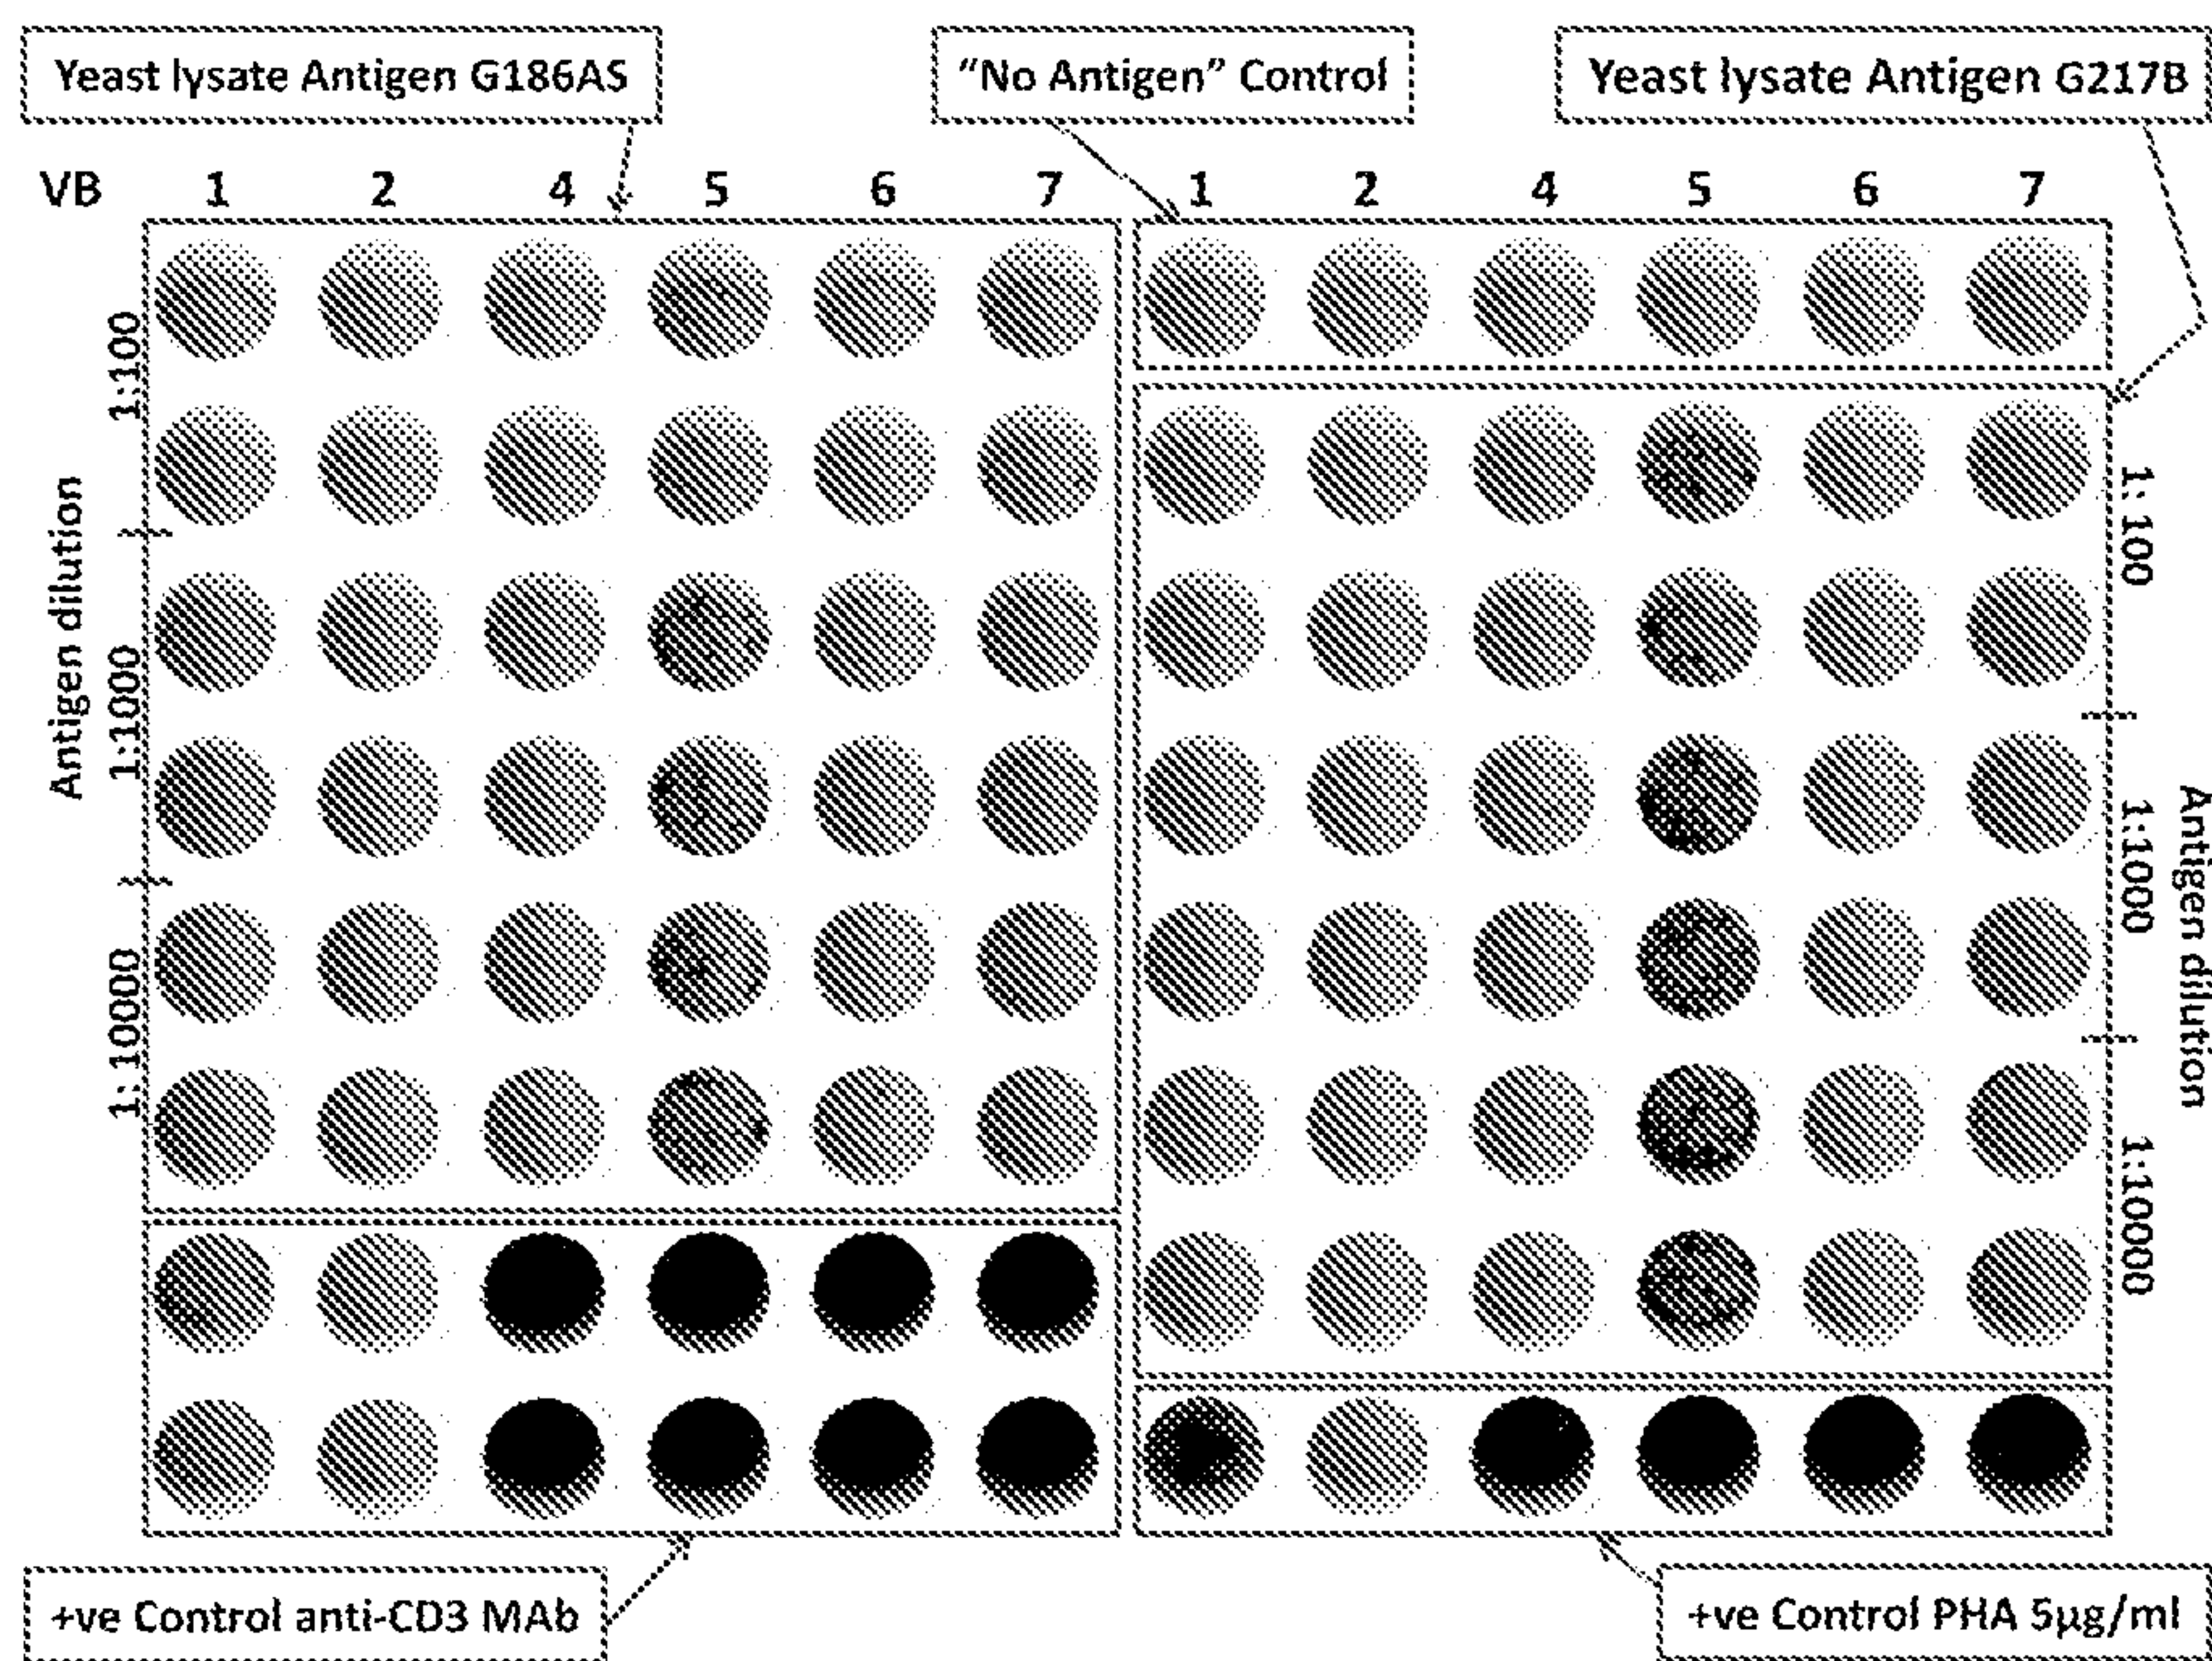 Yeast lysate Antigen G186AS
"No Antigen" Control
Yeast lysate Antigen G217B
VB 1 2 4 5 6 7 1 2 4 5 6 7
Antigen dilution
1:100
1:1000
1:10000
1:100
1:1000
1:10000
Antigen dilution
+ve Control anti-CD3 MAb
+ve Control PHA 5µg/ml